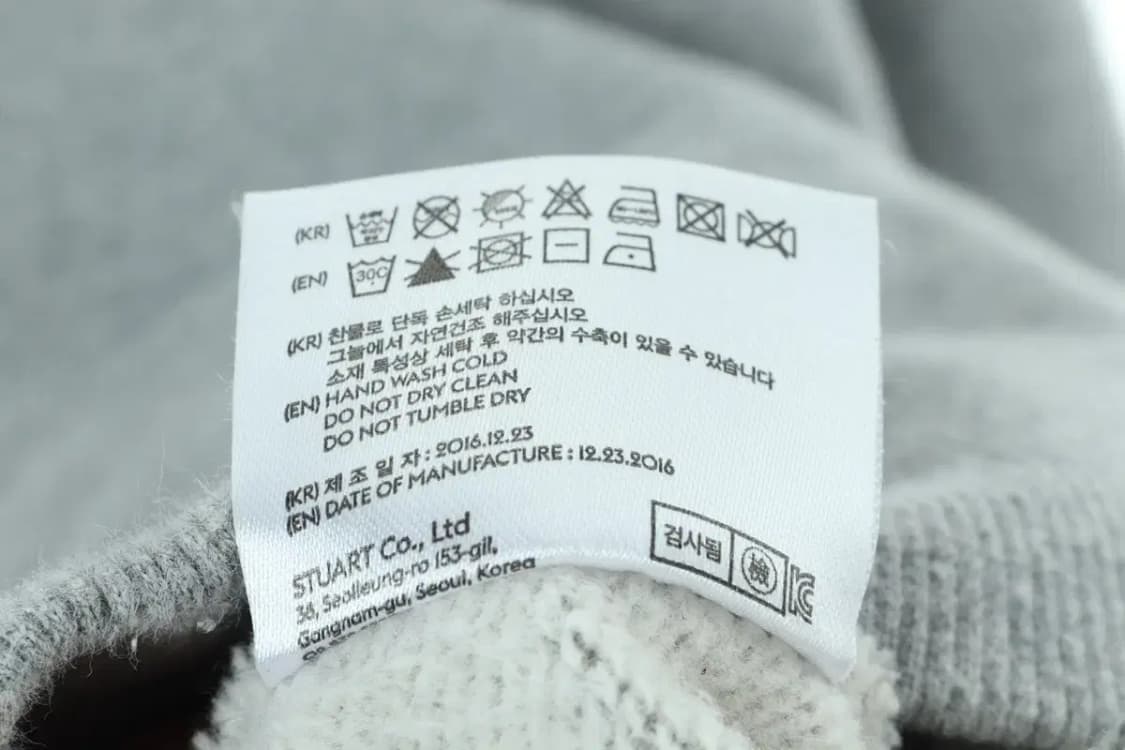 (KR)
(EN) 30C
(KR) 찬물로 단독 손세탁 하십시오
그늘에서 자연건조 해주십시오
소재 특성상 세탁 후 약간의 수축이 있을 수 있습니다
(EN) HAND WASH COLD
DO NOT DRY CLEAN
DO NOT TUMBLE DRY
(KR) 제 조 일 자 : 2016.12.23
(EN) DATE OF MANUFACTURE : 12.23.2016
STUART Co., Ltd
38, Seolleung-ro 153-gil,
Gangnam-gu, Seoul, Korea
검사됨 檢